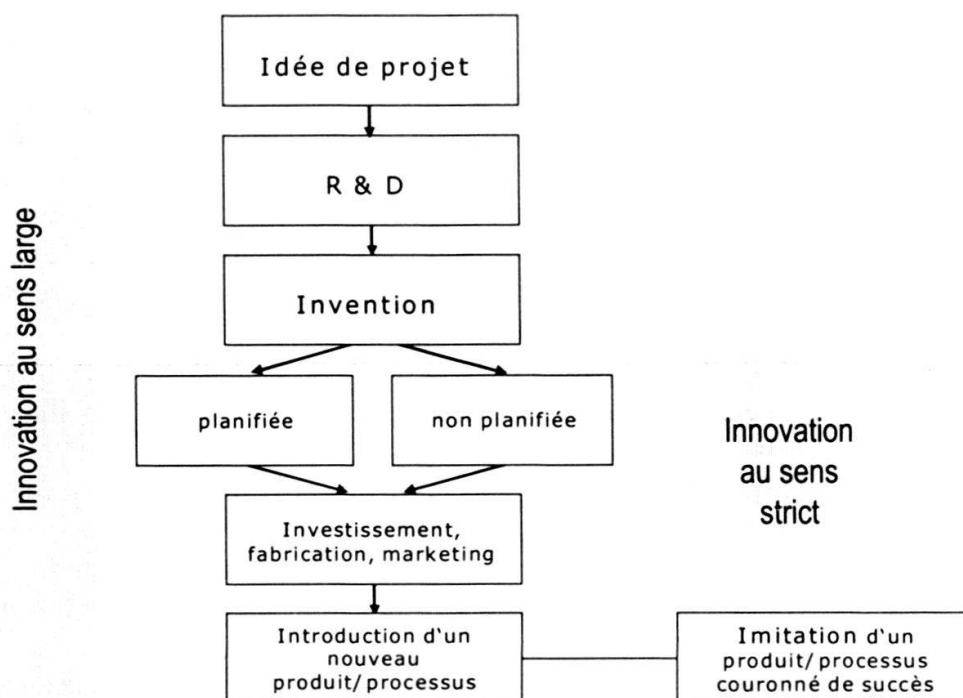 Idée de projet
R & D
Innovation au sens large
Invention
planifiée
non planifiée
Innovation
au sens
strict
Investissement,
fabrication, marketing
Introduction d'un
nouveau
produit/processus
Imitation d'un
produit/processus
couronné de succès